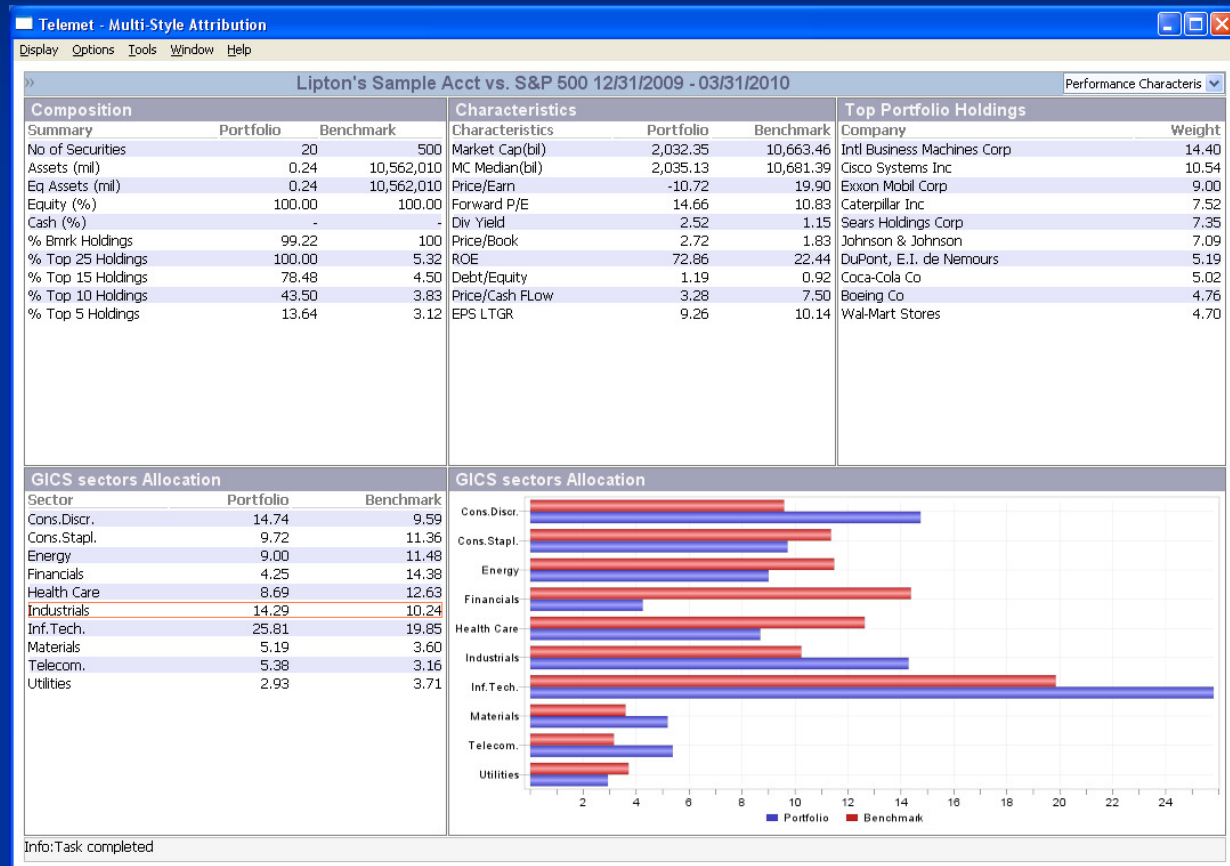 Telemet - Multi-Style Attribution
Display Options Tools Window Help
» Lipton's Sample Acct vs. S&P 500 12/31/2009 - 03/31/2010 Performance Characteris
Composition
Summary Portfolio Benchmark
No of Securities 20 500
Assets (mil) 0.24 10,562,010
Eq Assets (mil) 0.24 10,562,010
Equity (%) 100.00 100.00
Cash (%) - -
% Bmrk Holdings 99.22 100
% Top 25 Holdings 100.00 5.32
% Top 15 Holdings 78.48 4.50
% Top 10 Holdings 43.50 3.83
% Top 5 Holdings 13.64 3.12
Characteristics
Characteristics Portfolio Benchmark
Market Cap(bil) 2,032.35 10,663.46
MC Median(bil) 2,035.13 10,681.39
Price/Earn -10.72 19.90
Forward P/E 14.66 10.83
Div Yield 2.52 1.15
Price/Book 2.72 1.83
ROE 72.86 22.44
Debt/Equity 1.19 0.92
Price/Cash FLow 3.28 7.50
EPS LTGR 9.26 10.14
Top Portfolio Holdings
Company Weight
Intl Business Machines Corp 14.40
Cisco Systems Inc 10.54
Exxon Mobil Corp 9.00
Caterpillar Inc 7.52
Sears Holdings Corp 7.35
Johnson & Johnson 7.09
DuPont, E.I. de Nemours 5.19
Coca-Cola Co 5.02
Boeing Co 4.76
Wal-Mart Stores 4.70
GICS sectors Allocation
Sector Portfolio Benchmark
Cons.Discr. 14.74 9.59
Cons.Stapl. 9.72 11.36
Energy 9.00 11.48
Financials 4.25 14.38
Health Care 8.69 12.63
Industrials 14.29 10.24
Inf.Tech. 25.81 19.85
Materials 5.19 3.60
Telecom. 5.38 3.16
Utilities 2.93 3.71
GICS sectors Allocation
Cons.Discr.
Cons.Stapl.
Energy
Financials
Health Care
Industrials
Inf.Tech.
Materials
Telecom.
Utilities
2 4 6 8 10 12 14 16 18 20 22 24
Portfolio Benchmark
Info:Task completed